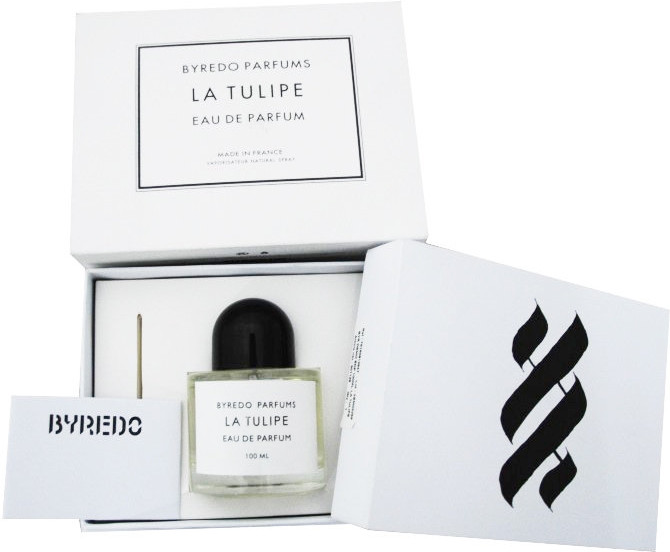 BYREDO PARFUMS
LA TULIPE
EAU DE PARFUM
MADE IN FRANCE
VAPORISATEUR NATURAL SPRAY
BYREDO PARFUMS
LA TULIPE
EAU DE PARFUM
100 ML
BYREDO